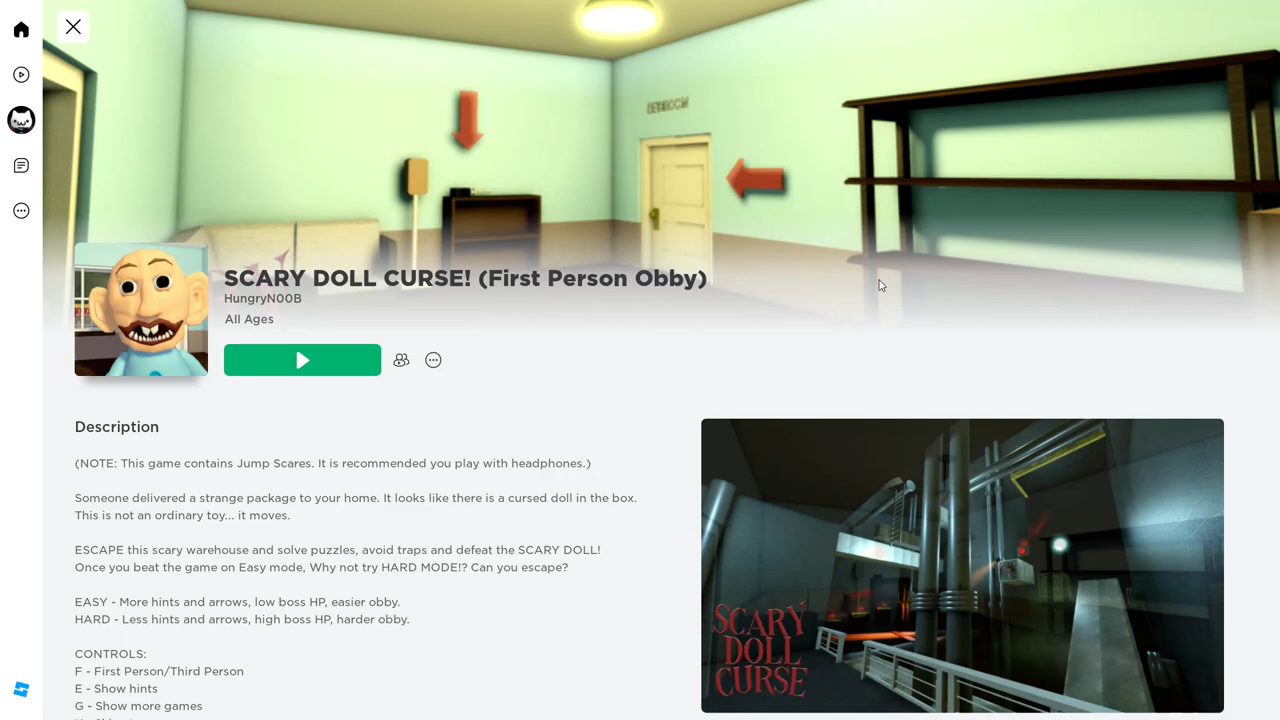 BEDROOM
SCARY DOLL CURSE! (First Person Obby)
HungryN00B
All Ages
Description
(NOTE: This game contains Jump Scares. It is recommended you play with headphones.)
Someone delivered a strange package to your home. It looks like there is a cursed doll in the box.
This is not an ordinary toy... it moves.
ESCAPE this scary warehouse and solve puzzles, avoid traps and defeat the SCARY DOLL!
Once you beat the game on Easy mode, Why not try HARD MODE!? Can you escape?
EASY - More hints and arrows, low boss HP, easier obby.
HARD - Less hints and arrows, high boss HP, harder obby.
CONTROLS:
F - First Person/Third Person
E - Show hints
G - Show more games
SCARY
DOLL
CURSE